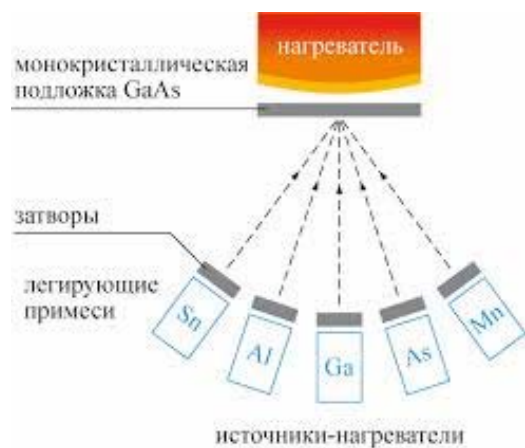 нагреватель
монокристаллическая
подложка GaAs
затворы
легирующие
примеси
Sn
Al
Ga
As
Mn
источники-нагреватели